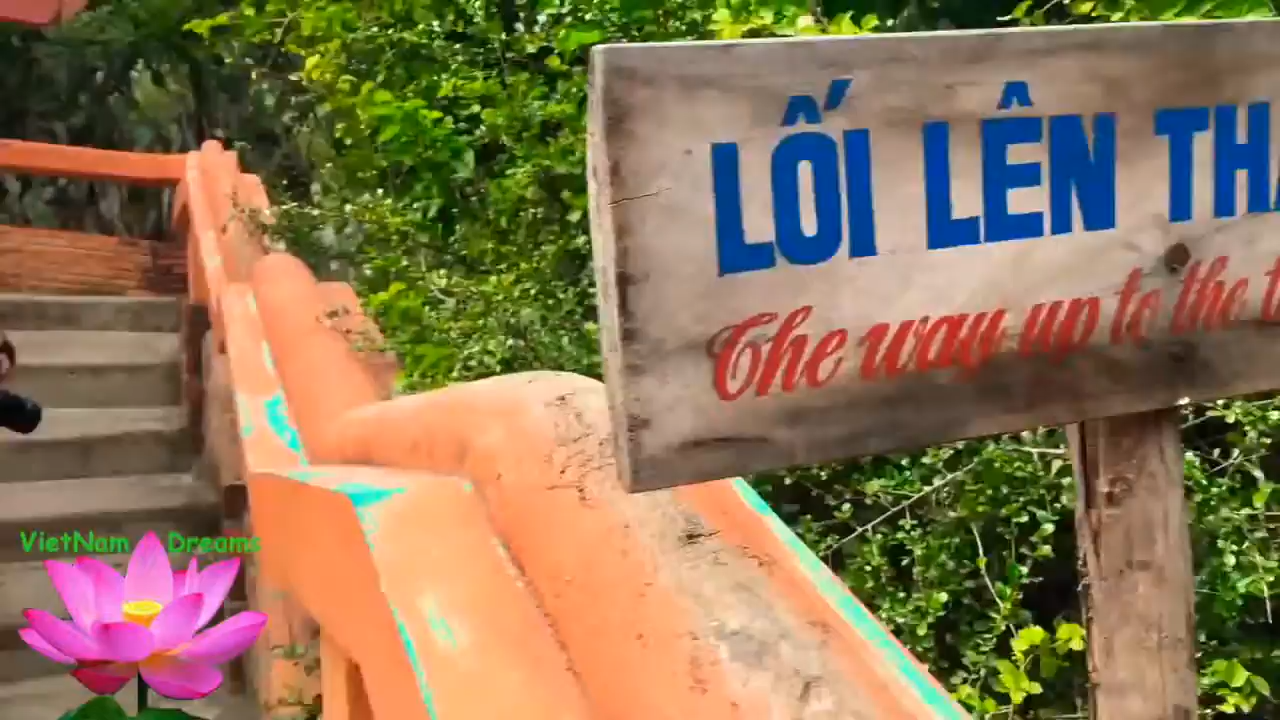 LỐI LÊN
The way up to the
VietNam Dreams